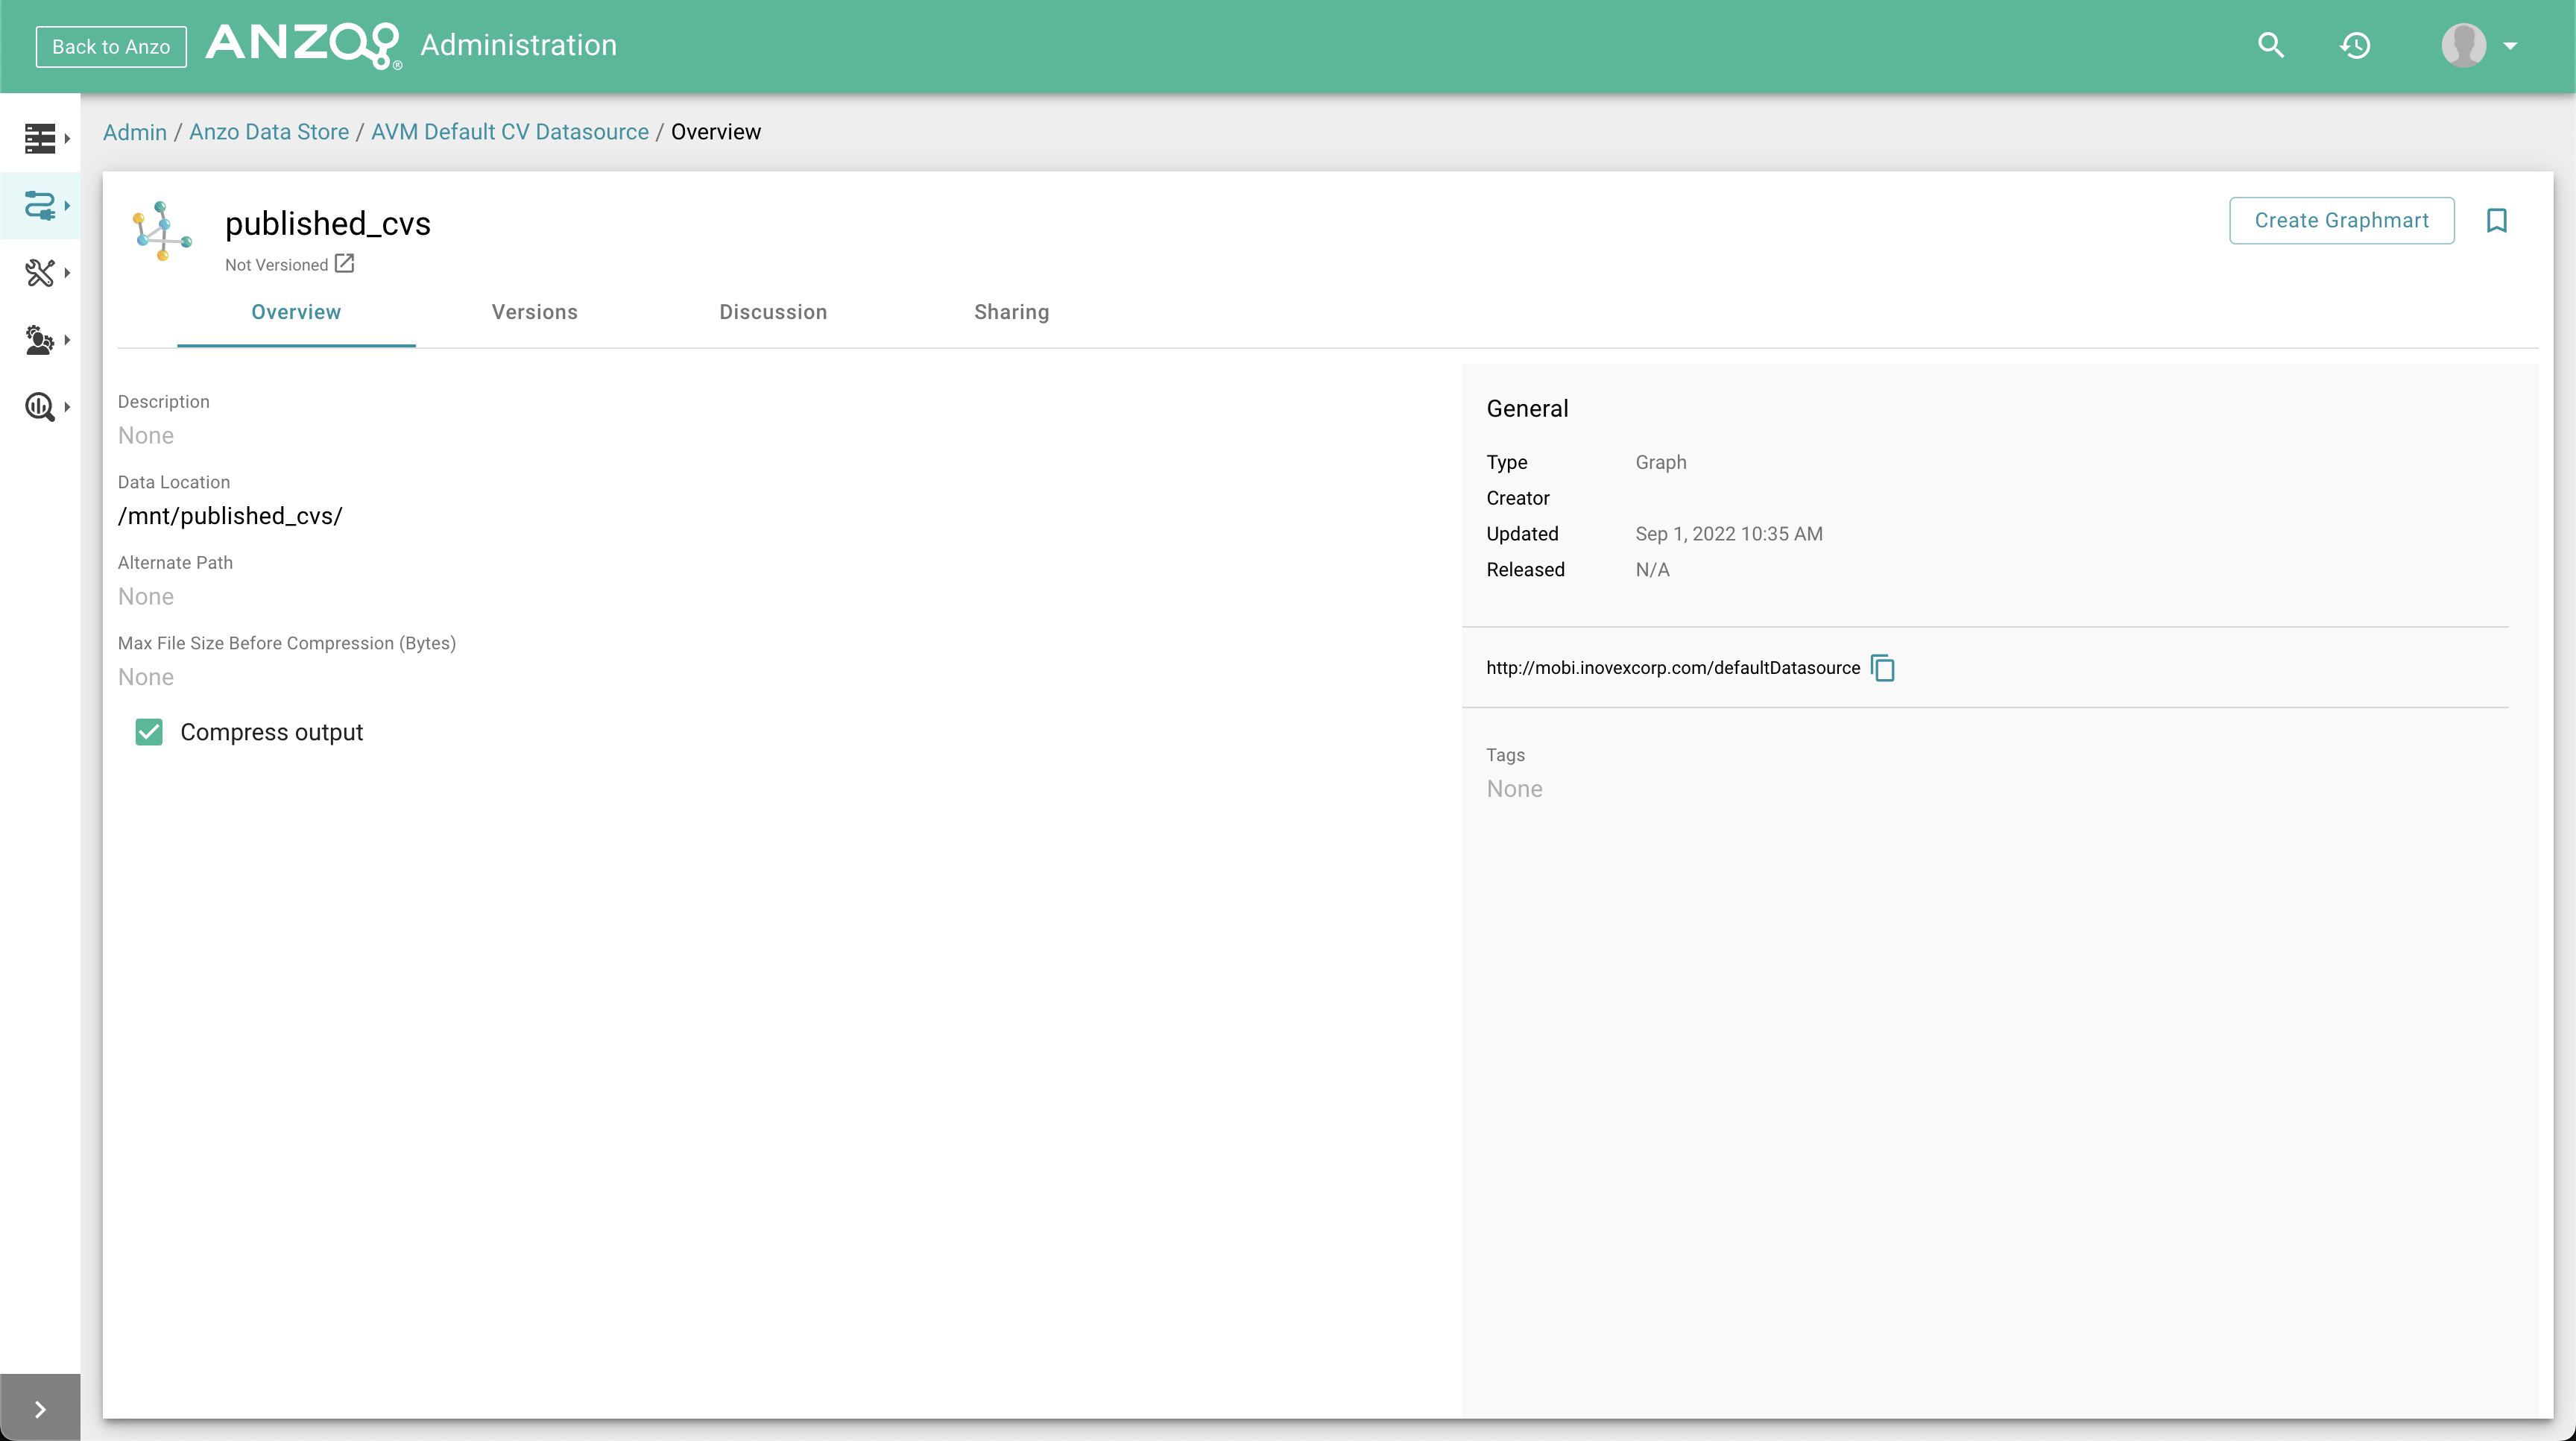 Back to Anzo ANZO® Administration
Admin / Anzo Data Store / AVM Default CV Datasource / Overview
published_cvs
Not Versioned
Create Graphmart
Overview Versions Discussion Sharing
Description
None
Data Location
/mnt/published_cvs/
Alternate Path
None
Max File Size Before Compression (Bytes)
None
Compress output
General
Type Graph
Creator
Updated Sep 1, 2022 10:35 AM
Released N/A
http://mobi.inovexcorp.com/defaultDatasource
Tags
None